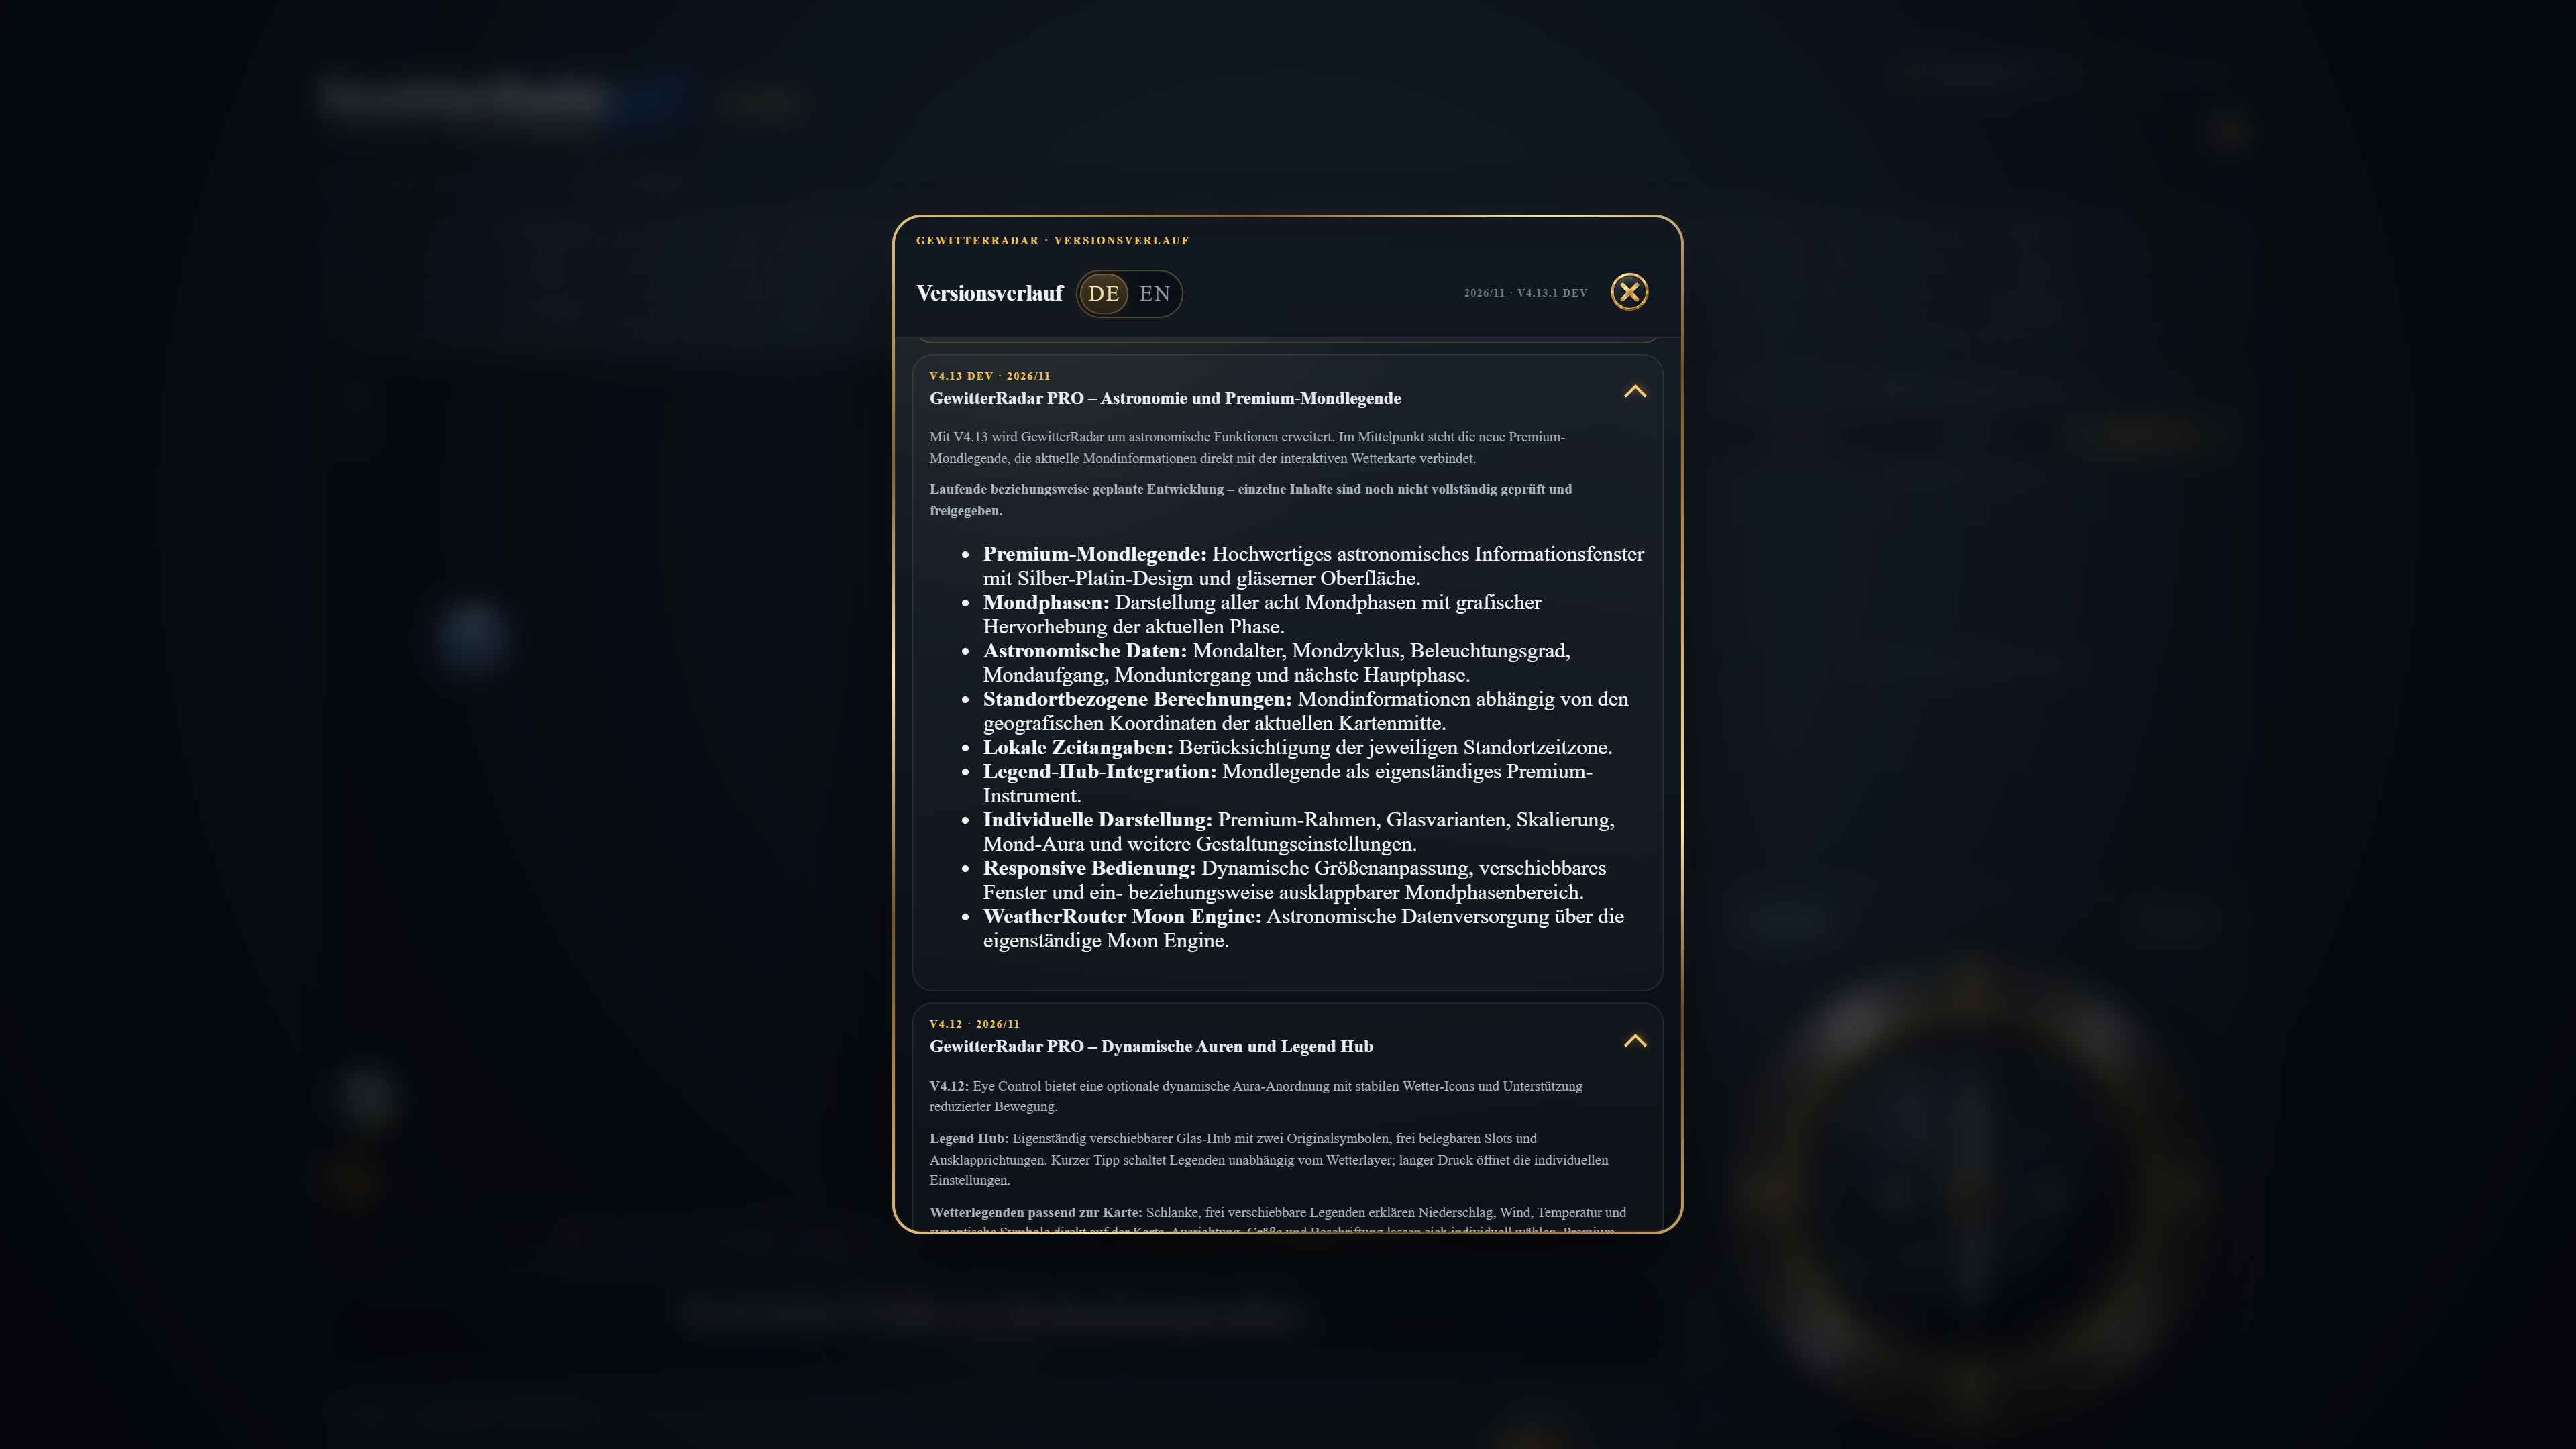 GEWITTERRADAR · VERSIONSVERLAUF
Versionsverlauf
DE EN
2026/11 · V4.13.1 DEV
V4.13 DEV · 2026/11
GewitterRadar PRO – Astronomie und Premium-Mondlegende
Mit V4.13 wird GewitterRadar um astronomische Funktionen erweitert. Im Mittelpunkt steht die neue Premium-
Mondlegende, die aktuelle Mondinformationen direkt mit der interaktiven Wetterkarte verbindet.
Laufende beziehungsweise geplante Entwicklung – einzelne Inhalte sind noch nicht vollständig geprüft und
freigegeben.
• Premium-Mondlegende: Hochwertiges astronomisches Informationsfenster
mit Silber-Platin-Design und gläserner Oberfläche.
• Mondphasen: Darstellung aller acht Mondphasen mit grafischer
Hervorhebung der aktuellen Phase.
• Astronomische Daten: Mondalter, Mondzyklus, Beleuchtungsgrad,
Mondaufgang, Monduntergang und nächste Hauptphase.
• Standortbezogene Berechnungen: Mondinformationen abhängig von den
geografischen Koordinaten der aktuellen Kartenmitte.
• Lokale Zeitangaben: Berücksichtigung der jeweiligen Standortzeitzone.
• Legend-Hub-Integration: Mondlegende als eigenständiges Premium-
Instrument.
• Individuelle Darstellung: Premium-Rahmen, Glasvarianten, Skalierung,
Mond-Aura und weitere Gestaltungseinstellungen.
• Responsive Bedienung: Dynamische Größenanpassung, verschiebbares
Fenster und ein- beziehungsweise ausklappbarer Mondphasenbereich.
• WeatherRouter Moon Engine: Astronomische Datenversorgung über die
eigenständige Moon Engine.
V4.12 · 2026/11
GewitterRadar PRO – Dynamische Auren und Legend Hub
V4.12: Eye Control bietet eine optionale dynamische Aura-Anordnung mit stabilen Wetter-Icons und Unterstützung
reduzierter Bewegung.
Legend Hub: Eigenständig verschiebbarer Glas-Hub mit zwei Originalsymbolen, frei belegbaren Slots und
Ausklapprichtungen. Kurzer Tipp schaltet Legenden unabhängig vom Wetterlayer; langer Druck öffnet die individuellen
Einstellungen.
Wetterlegenden passend zur Karte: Schlanke, frei verschiebbare Legenden erklären Niederschlag, Wind, Temperatur und